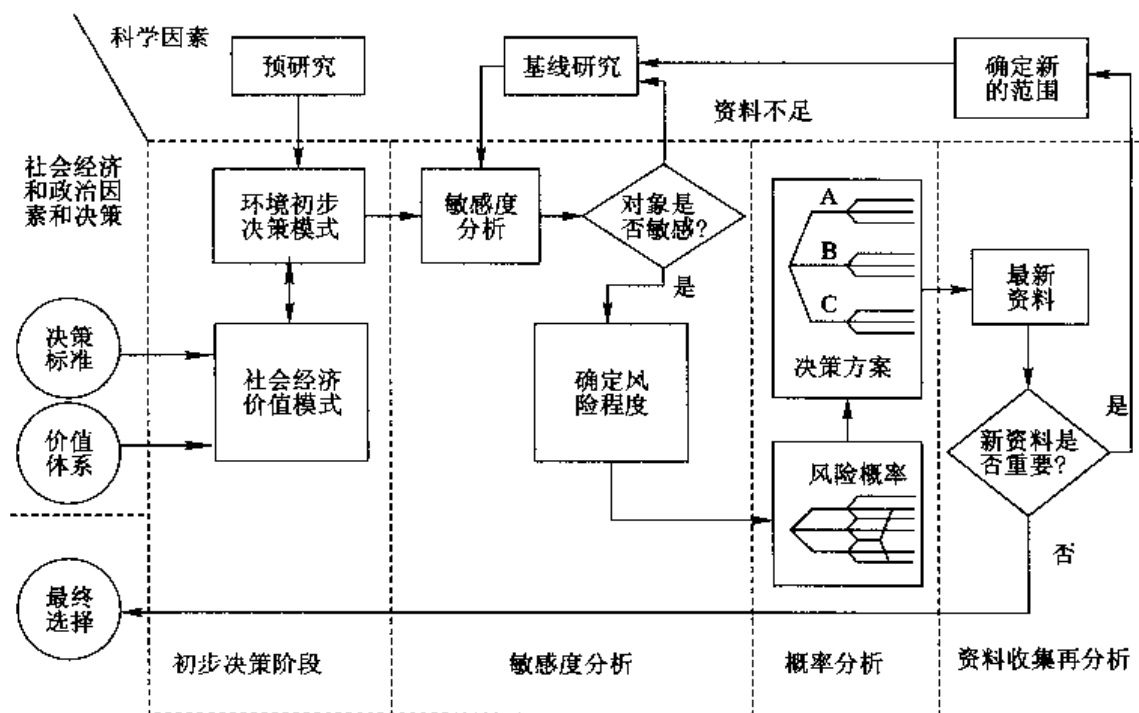 科学因素
预研究
基线研究
确定新
的范围
资料不足
社会经济
和政治因
素和决策
环境初步
决策模式
敏感度
分析
对象是
否敏感?
是
A
B
C
决策方案
最新
资料
决策
标准
价值
体系
社会经济
价值模式
确定风
险程度
风险概率
新资料是
否重要?
是
否
最终
选择
初步决策阶段
敏感度分析
概率分析
资料收集再分析